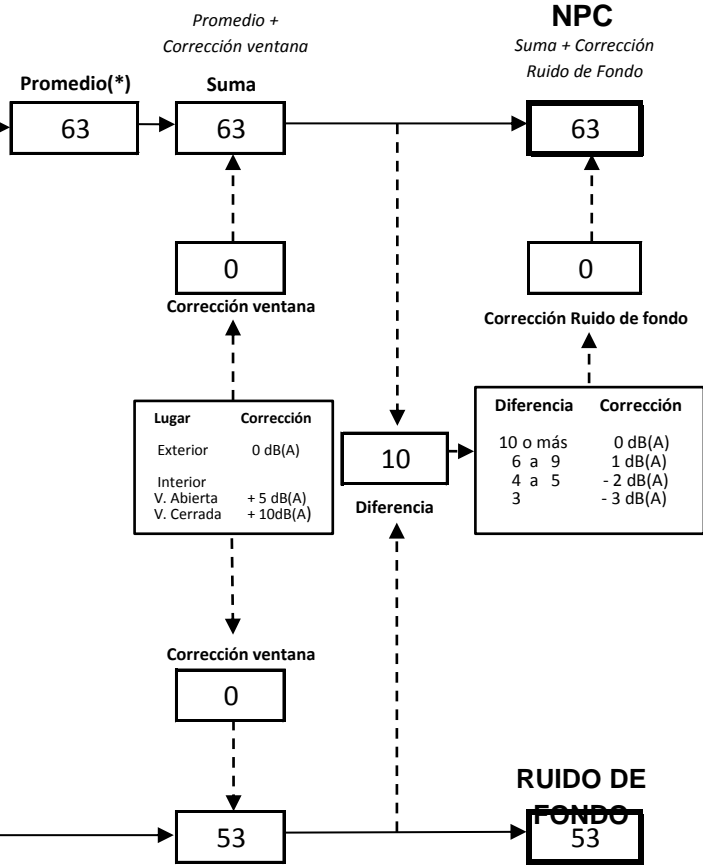 NPC
Promedio +
Corrección ventana
Suma + Corrección
Ruido de Fondo
Promedio(*)
Suma
63
63
63
0
0
Corrección ventana
Corrección Ruido de fondo
Lugar Corrección
Exterior 0 dB(A)
Interior
V. Abierta + 5 dB(A)
V. Cerrada + 10dB(A)
10
Diferencia
Diferencia Corrección
10 o más 0 dB(A)
6 a 9 1 dB(A)
4 a 5 - 2 dB(A)
3 - 3 dB(A)
Corrección ventana
0
RUIDO DE
FONDO
53
53